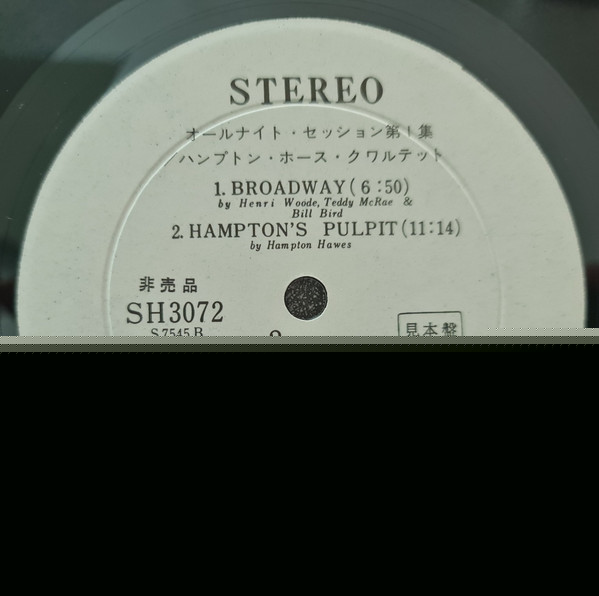 STEREO
オールナイト・セッション第1集
ハンプトン・ホース・クワルテット
1. BROADWAY (6:50)
by Henri Woode, Teddy McRae &
Bill Bird
2. HAMPTON'S PULPIT (11:14)
by Hampton Hawes
非売品
SH3072
見本盤
S 7545 B